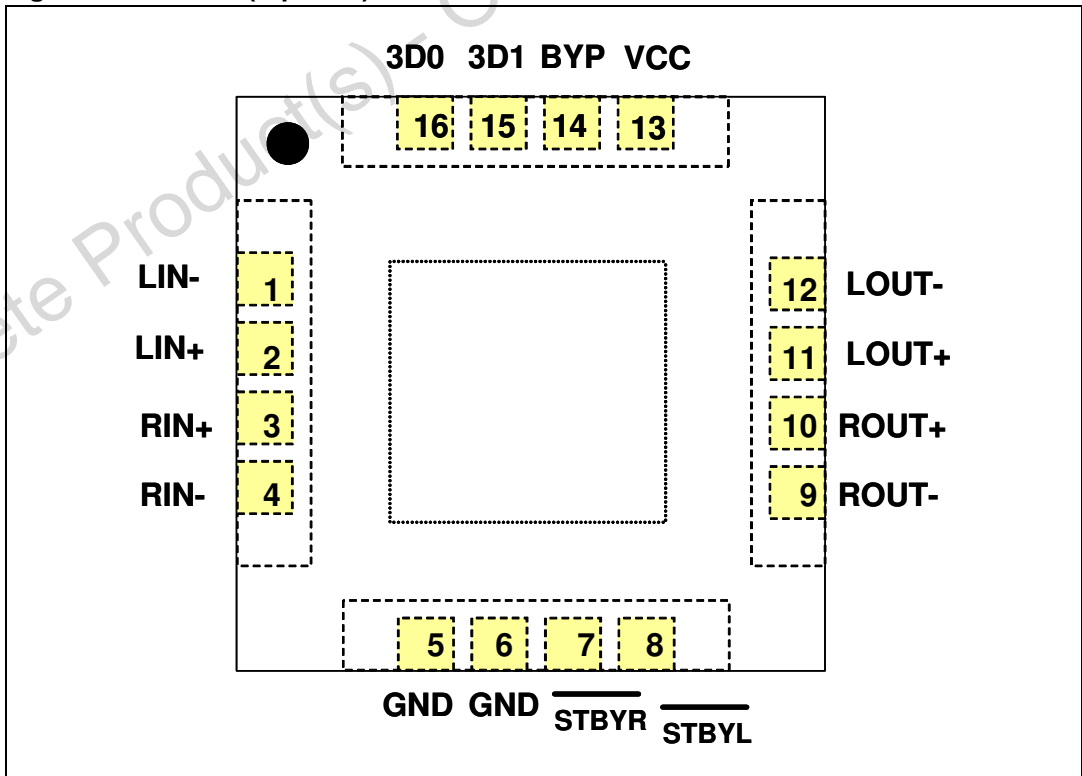 3D0 3D1 BYP VCC
16 15 14 13
LIN- 1 12 LOUT-
LIN+ 2 11 LOUT+
RIN+ 3 10 ROUT+
RIN- 4 9 ROUT-
5 6 7 8
GND GND STBYR STBYL
Product(s)